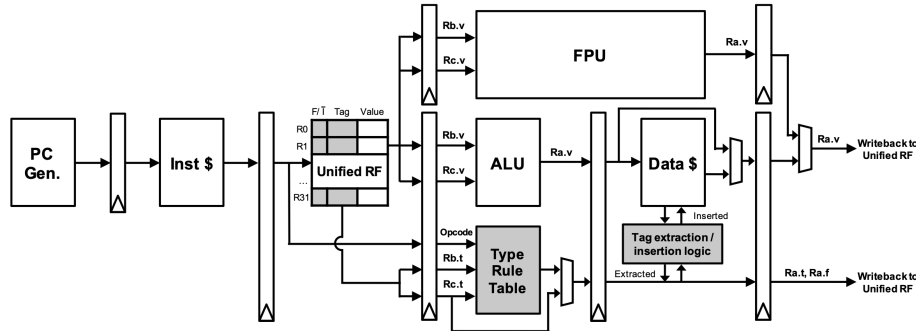 Rb.v
Rc.v
FPU
Ra.v
F/Ī Tag Value
R0
R1
...
R31
Unified RF
PC
Gen.
Inst $
Rb.v
Rc.v
ALU
Ra.v
Data $
Ra.v
Writeback to
Unified RF
Opcode
Rb.t
Rc.t
Type
Rule
Table
Inserted
Tag extraction /
insertion logic
Extracted
Ra.t, Ra.f
Writeback to
Unified RF